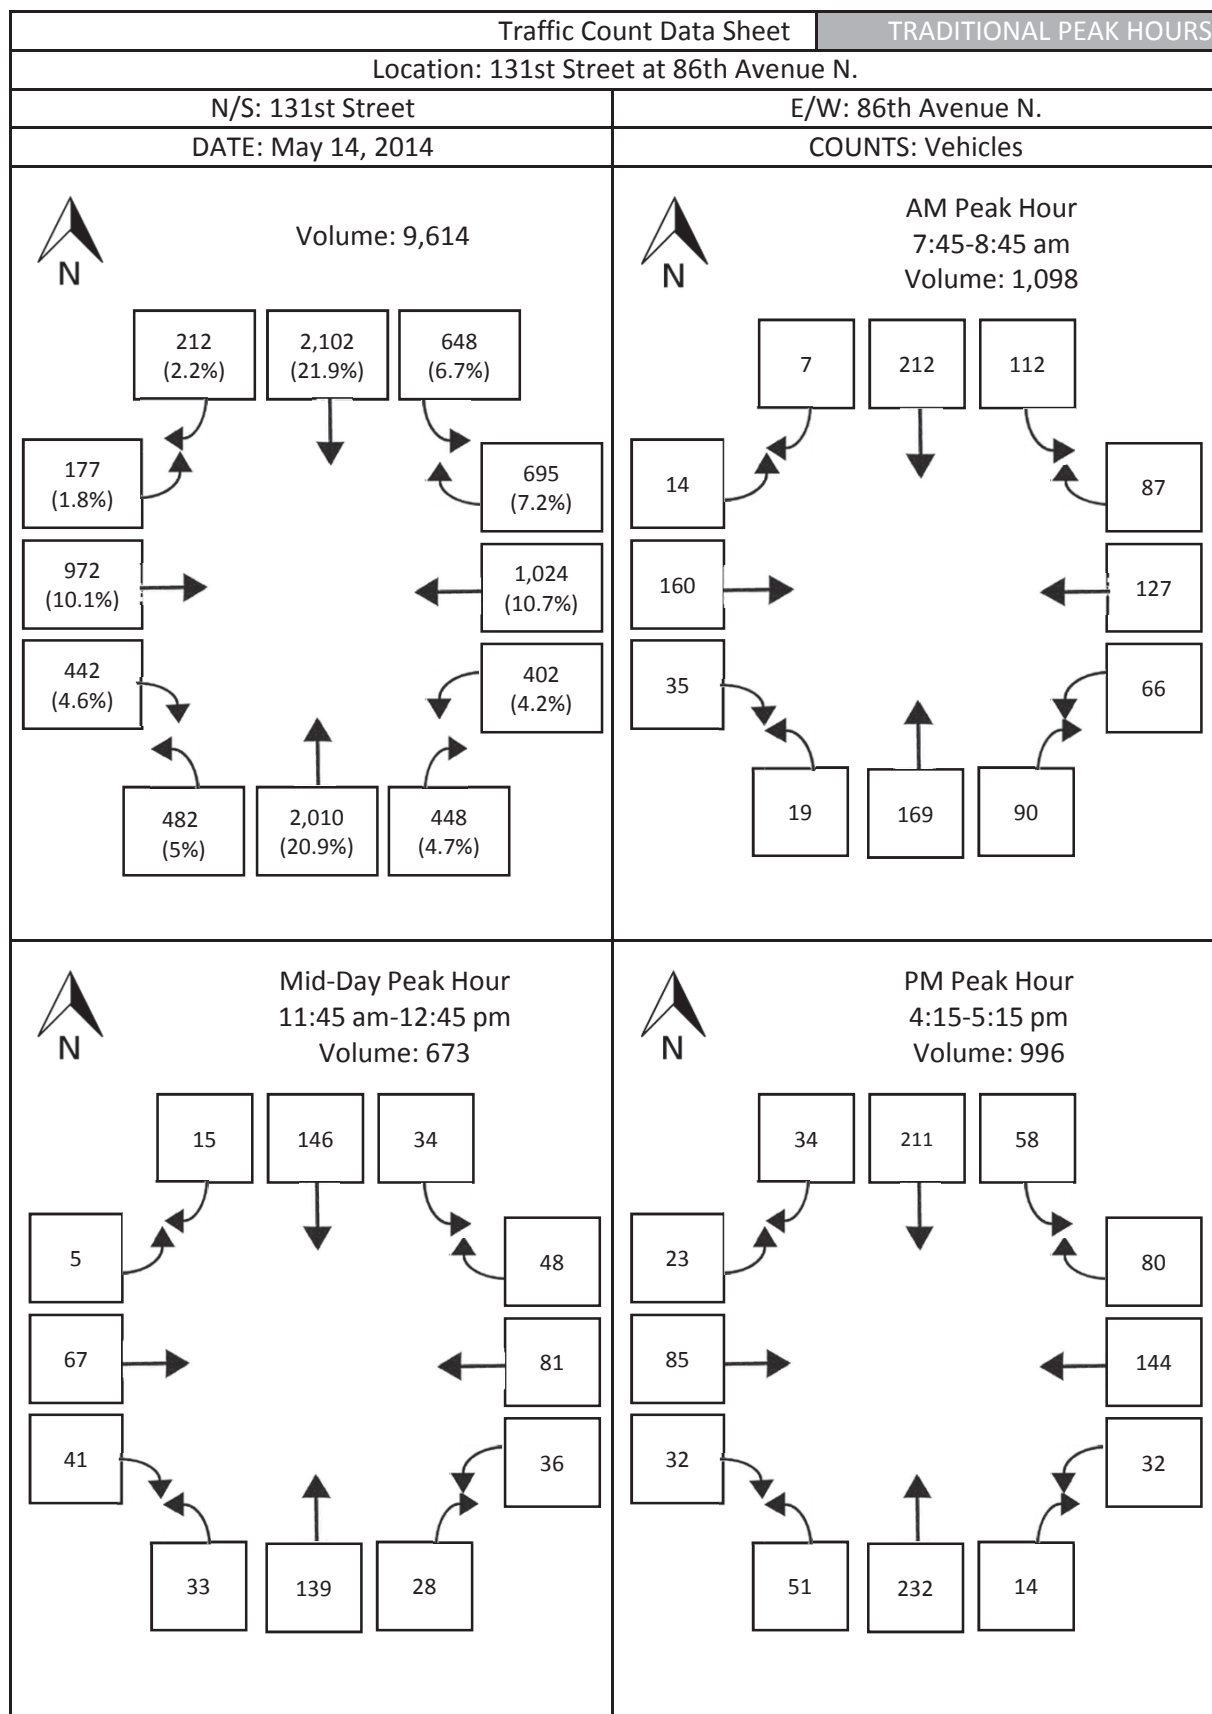 Traffic Count Data Sheet
TRADITIONAL PEAK HOURS
Location: 131st Street at 86th Avenue N.
N/S: 131st Street
E/W: 86th Avenue N.
DATE: May 14, 2014
COUNTS: Vehicles
N
Volume: 9,614
212
(2.2%)
2,102
(21.9%)
648
(6.7%)
177
(1.8%)
695
(7.2%)
972
(10.1%)
1,024
(10.7%)
442
(4.6%)
402
(4.2%)
482
(5%)
2,010
(20.9%)
448
(4.7%)
N
AM Peak Hour
7:45-8:45 am
Volume: 1,098
7
212
112
14
87
160
127
35
66
19
169
90
N
Mid-Day Peak Hour
11:45 am-12:45 pm
Volume: 673
15
146
34
5
48
67
81
41
36
33
139
28
N
PM Peak Hour
4:15-5:15 pm
Volume: 996
34
211
58
23
80
85
144
32
32
51
232
14